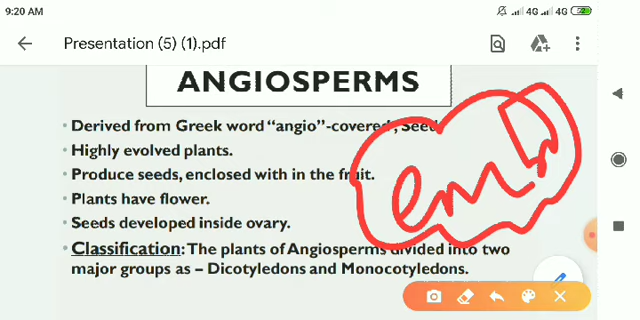 9:20 AM 4G 4G 52
Presentation (5) (1).pdf
ANGIOSPERMS
• Derived from Greek word “angio”-covered, Seed
• Highly evolved plants.
• Produce seeds, enclosed with in the fruit.
• Plants have flower.
• Seeds developed inside ovary.
• Classification: The plants of Angiosperms divided into two
major groups as – Dicotyledons and Monocotyledons.